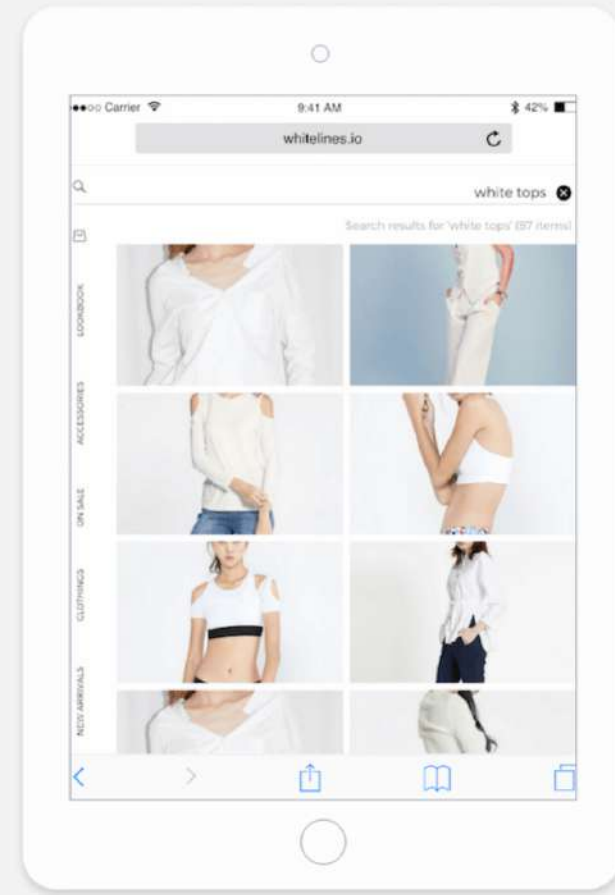 Carrier 9:41 AM 42%
whitelines.io
white tops
Search results for 'white tops' (57 items)
LOOKBOOK
ACCESSORIES
ON SALE
CLOTHINGS
NEW ARRIVALS